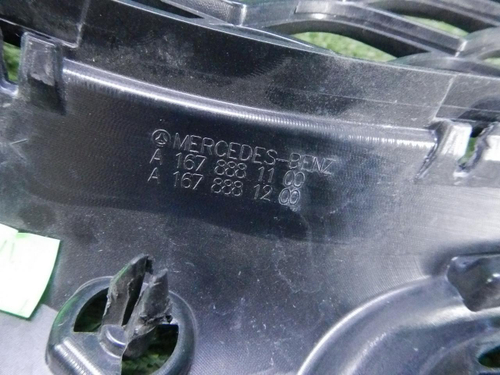 MERCEDES-BENZ
A 167 888 11 00
A 167 888 12 00